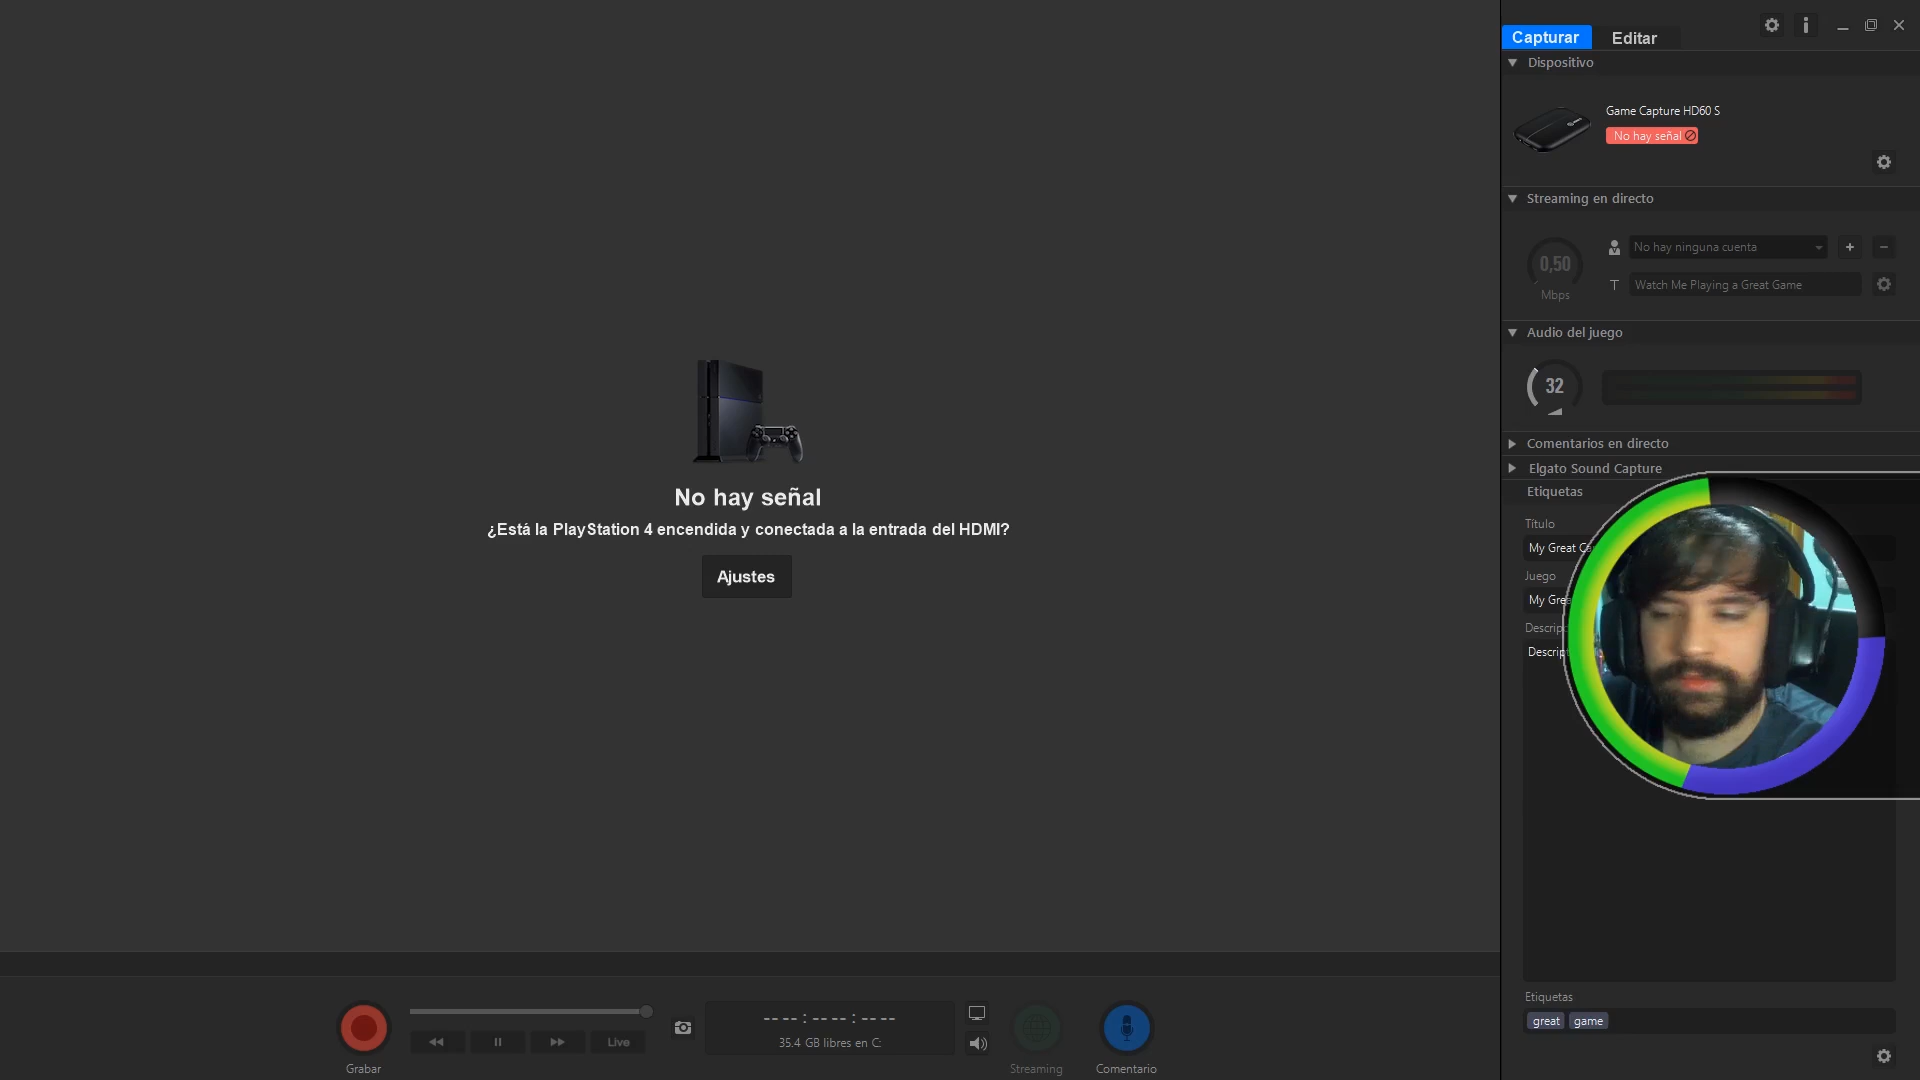 Capturar
Editar
Dispositivo
Game Capture HD60 S
No hay señal
Streaming en directo
0,50
Mbps
No hay ninguna cuenta
T
Watch Me Playing a Great Game
Audio del juego
32
Comentarios en directo
Elgato Sound Capture
Etiquetas
Título
My Great
Juego
My
No hay señal
¿Está la PlayStation 4 encendida y conectada a la entrada del HDMI?
Ajustes
Etiquetas
great game
Grabar
Live
-- -- : -- -- : -- --
35.4 GB libres en C:
Streaming
Comentario